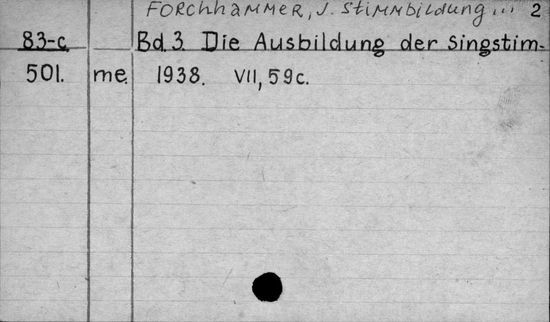 Forchhammer, J. Stimmbildung... 2
83-c Bd. 3. Die Ausbildung der Singstim-
501. me. 1938. VII, 59c.